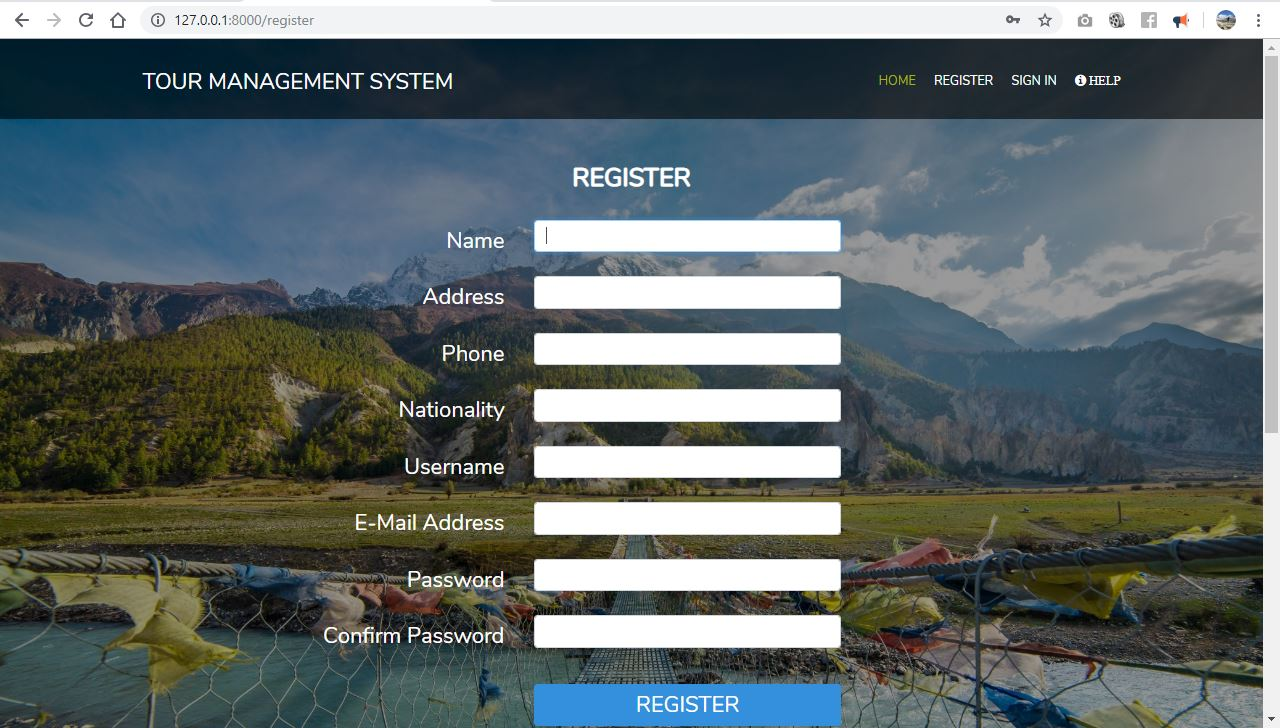 127.0.0.1:8000/register
TOUR MANAGEMENT SYSTEM
HOME REGISTER SIGN IN HELP
REGISTER
Name
Address
Phone
Nationality
Username
E-Mail Address
Password
Confirm Password
REGISTER